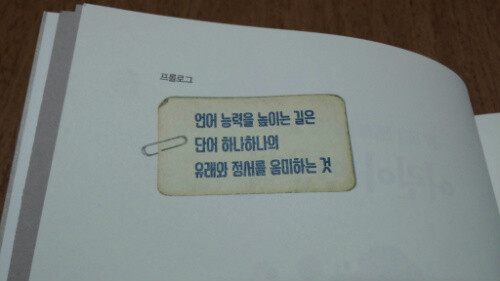 프롤로그
언어 능력을 높이는 길은
단어 하나하나의
유래와 정서를 음미하는 것